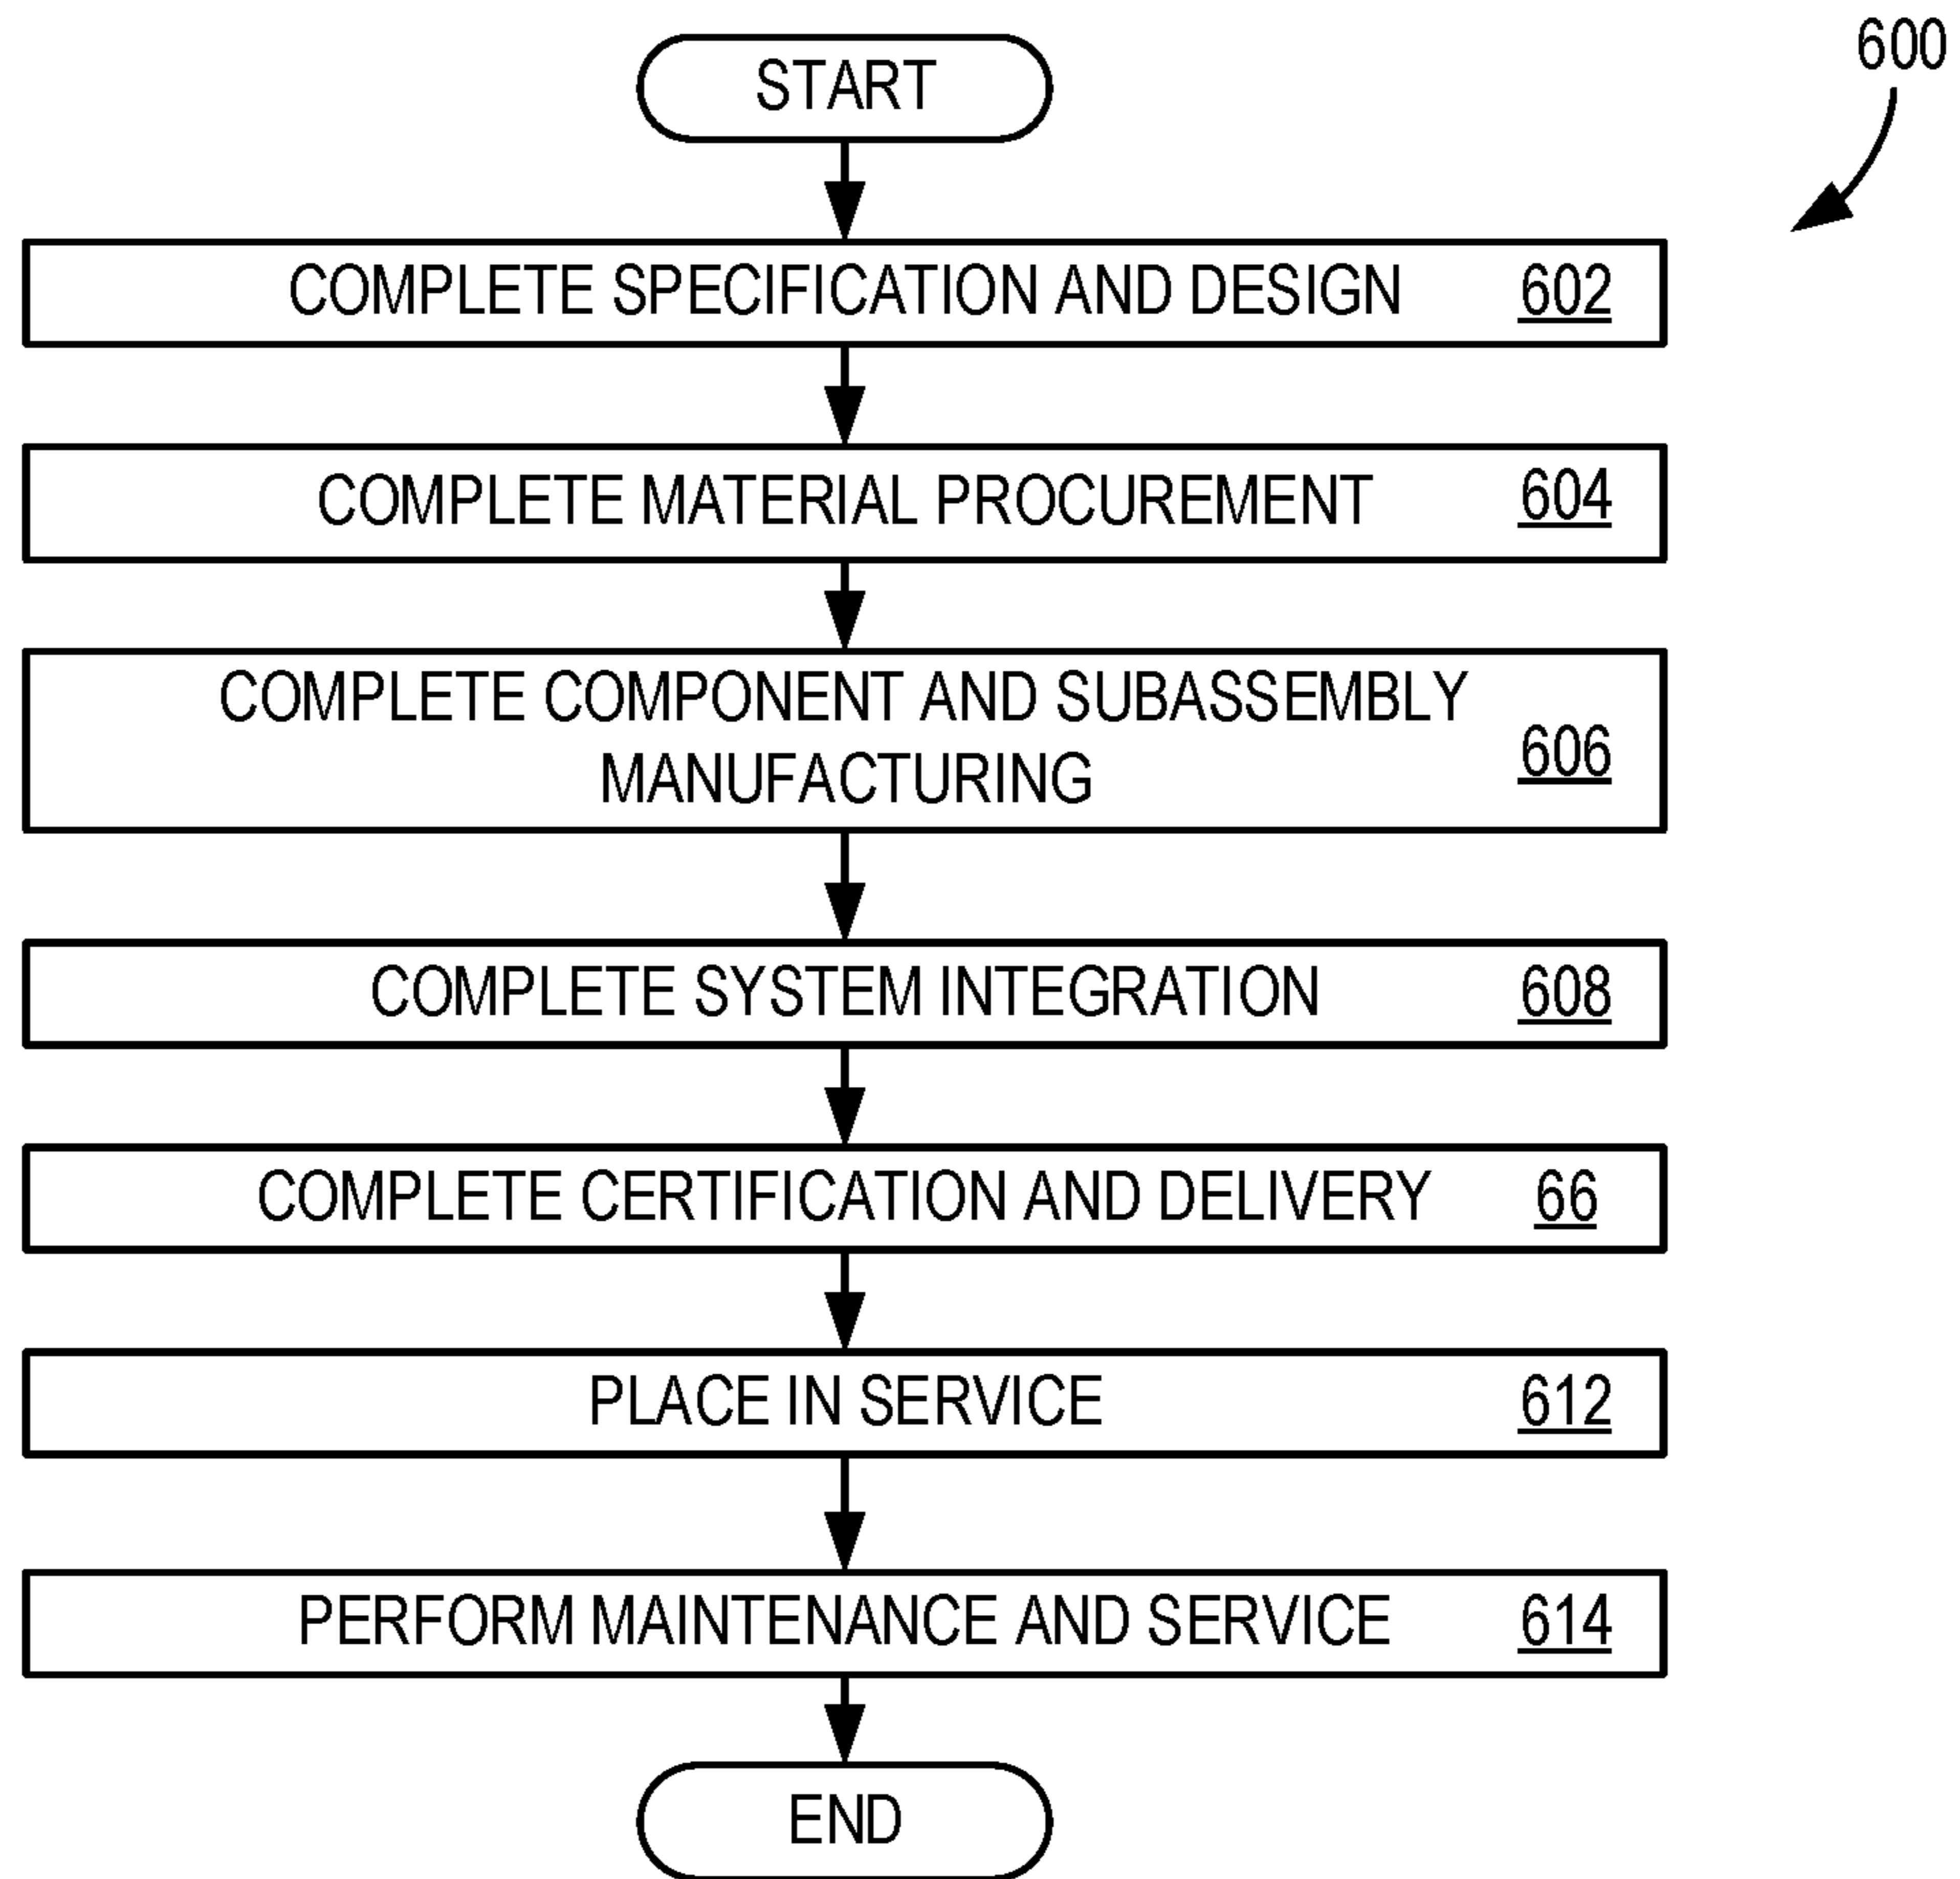 600
START
COMPLETE SPECIFICATION AND DESIGN 602
COMPLETE MATERIAL PROCUREMENT 604
COMPLETE COMPONENT AND SUBASSEMBLY
MANUFACTURING 606
COMPLETE SYSTEM INTEGRATION 608
COMPLETE CERTIFICATION AND DELIVERY 66
PLACE IN SERVICE 612
PERFORM MAINTENANCE AND SERVICE 614
END